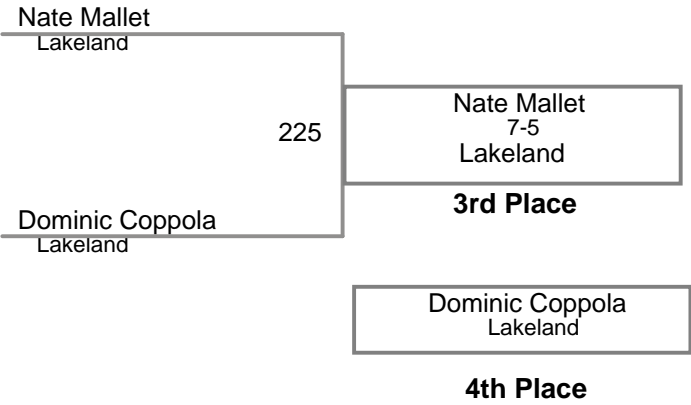 Nate Mallet
Lakeland
225
Nate Mallet
7-5
Lakeland
3rd Place
Dominic Coppola
Lakeland
Dominic Coppola
Lakeland
4th Place